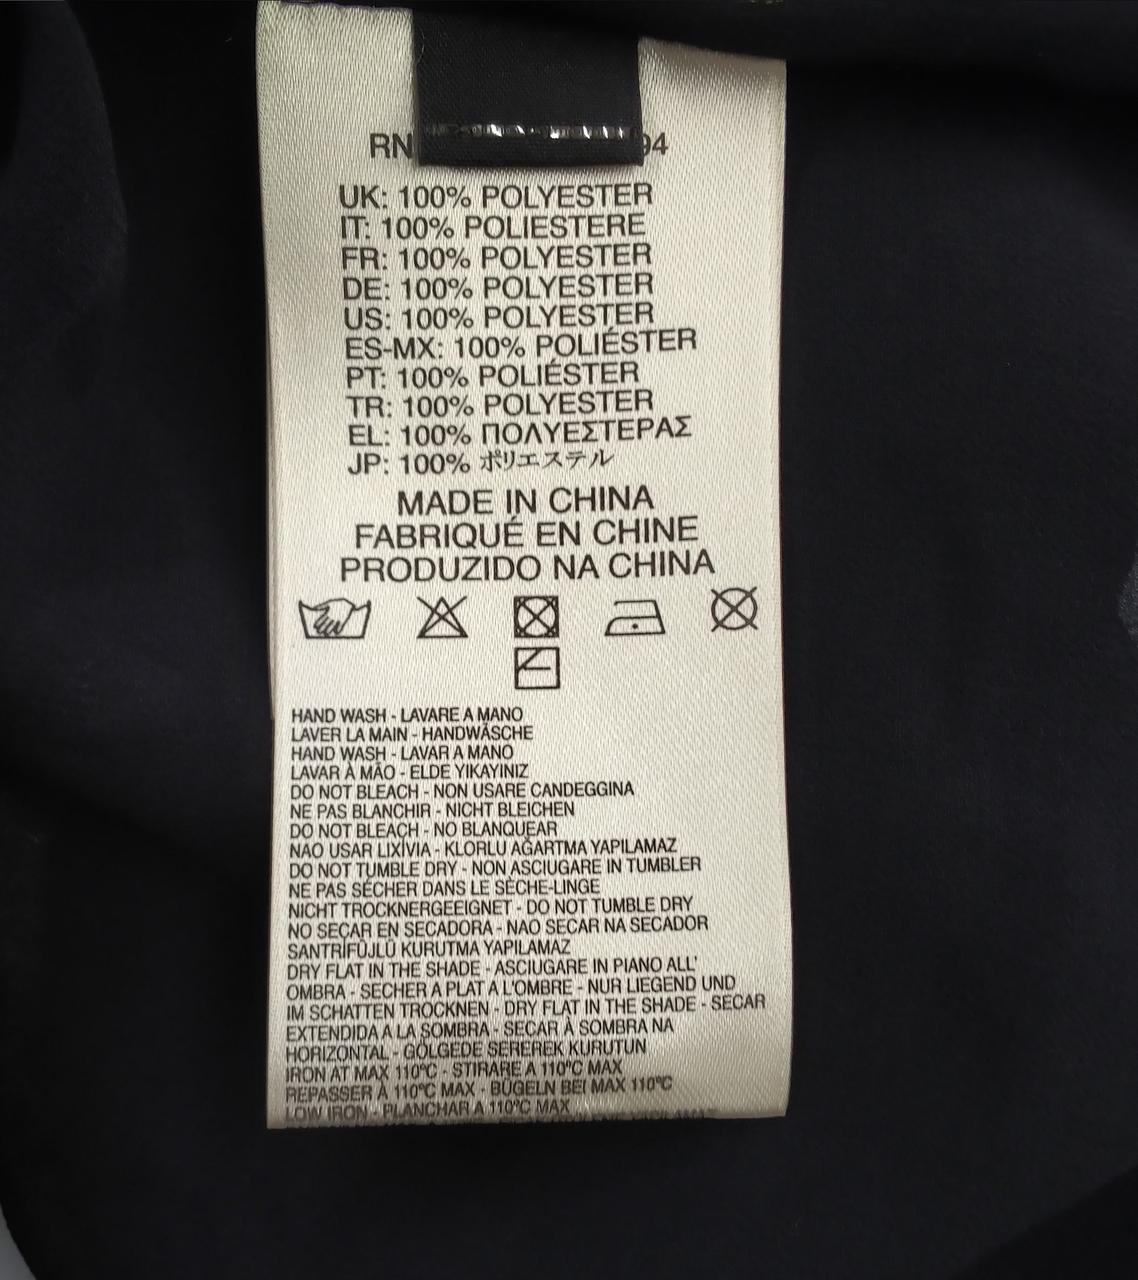 RN 94
UK: 100% POLYESTER
IT: 100% POLIESTERE
FR: 100% POLYESTER
DE: 100% POLYESTER
US: 100% POLYESTER
ES-MX: 100% POLIÉSTER
PT: 100% POLIÉSTER
TR: 100% POLYESTER
EL: 100% ΠΟΛΥΕΣΤΕΡΑΣ
JP: 100% ポリエステル
MADE IN CHINA
FABRIQUÉ EN CHINE
PRODUZIDO NA CHINA
HAND WASH - LAVARE A MANO
LAVER LA MAIN - HANDWÄSCHE
HAND WASH - LAVAR A MANO
LAVAR À MÃO - ELDE YIKAYINIZ
DO NOT BLEACH - NON USARE CANDEGGINA
NE PAS BLANCHIR - NICHT BLEICHEN
DO NOT BLEACH - NO BLANQUEAR
NAO USAR LIXÍVIA - KLORLU AĞARTMA YAPILAMAZ
DO NOT TUMBLE DRY - NON ASCIUGARE IN TUMBLER
NE PAS SÉCHER DANS LE SÈCHE-LINGE
NICHT TROCKNERGEEIGNET - DO NOT TUMBLE DRY
NO SECAR EN SECADORA - NAO SECAR NA SECADOR
SANTRİFÜJLÜ KURUTMA YAPILAMAZ
DRY FLAT IN THE SHADE - ASCIUGARE IN PIANO ALL'
OMBRA - SECHER A PLAT A L'OMBRE - NUR LIEGEND UND
IM SCHATTEN TROCKNEN - DRY FLAT IN THE SHADE - SECAR
EXTENDIDA A LA SOMBRA - SECAR À SOMBRA NA
HORIZONTAL - GÖLGEDE SEREREK KURUTUN
IRON AT MAX 110°C - STIRARE A 110°C MAX
REPASSER À 110°C MAX - BÜGELN BEI MAX 110°C
LOW IRON - PLANCHAR A 110°C MAX